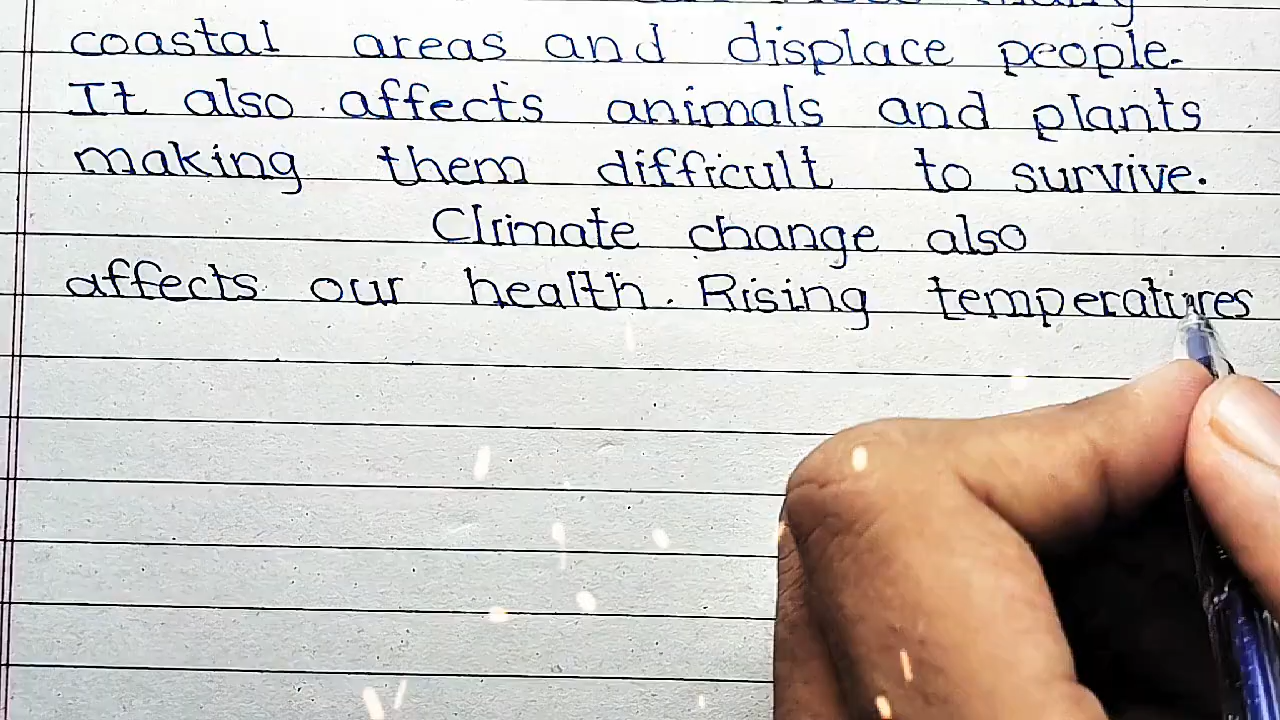 coastal areas and displace people.
It also affects animals and plants
making them difficult to survive.
Climate change also
affects our health. Rising temperatures